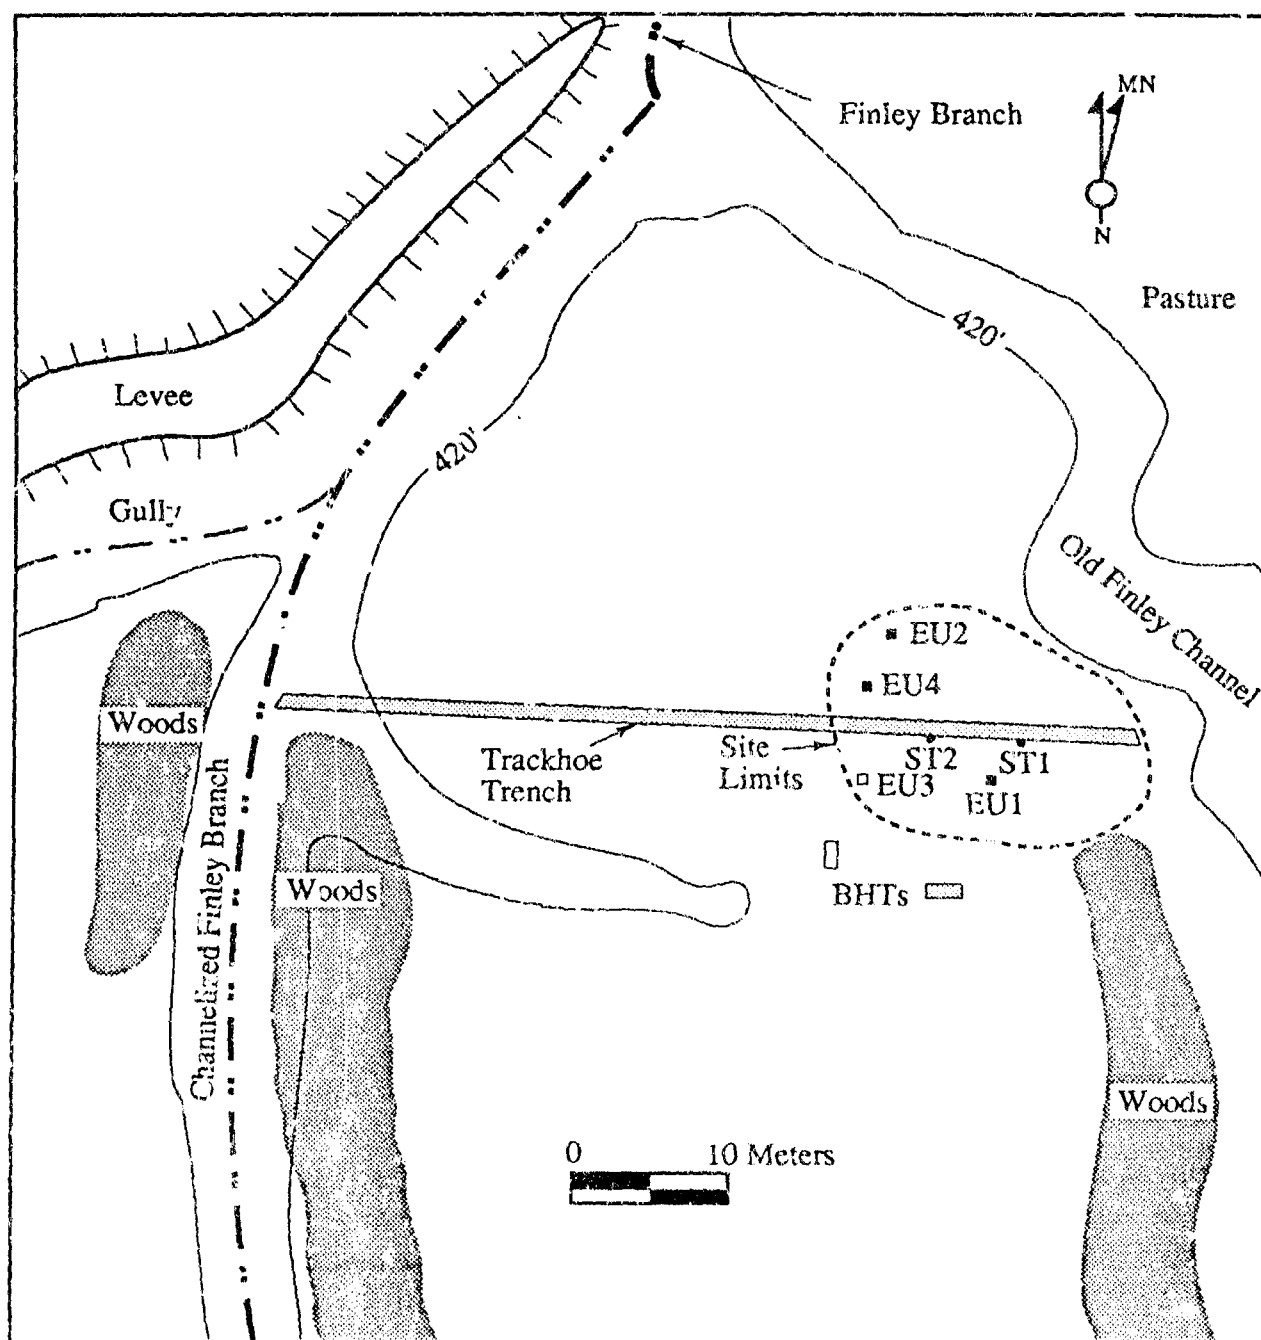 MN
Finley Branch
N
Pasture
420'
Levee
420'
Gully
Old Finley Channel
EU2
EU4
Woods
Trackhoe
Trench
Site
Limits
ST2
ST1
EU3
EU1
Channelized Finley Branch
Woods
BHTs
Woods
0 10 Meters